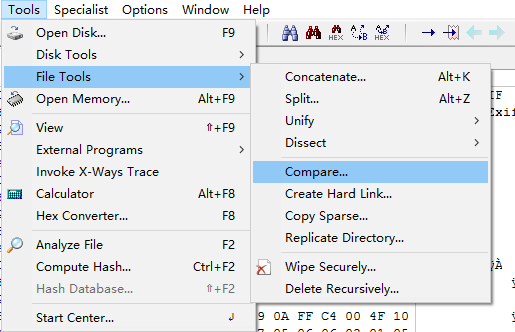 Tools Specialist Options Window Help
Open Disk... F9
Disk Tools
File Tools
Open Memory... Alt+F9
View ⇧+F9
External Programs
Invoke X-Ways Trace
Calculator Alt+F8
Hex Converter... F8
Analyze File F2
Compute Hash... Ctrl+F2
Hash Database... ⇧+F2
Start Center... ↲
HEX
A B
HEX
Concatenate... Alt+K
Split... Alt+Z
Unify
Dissect
Compare...
Create Hard Link...
Copy Sparse...
Replicate Directory...
Wipe Securely...
Delete Recursively...
IF
Exif
ÿÀ
9 0A FF C4 00 4F 10